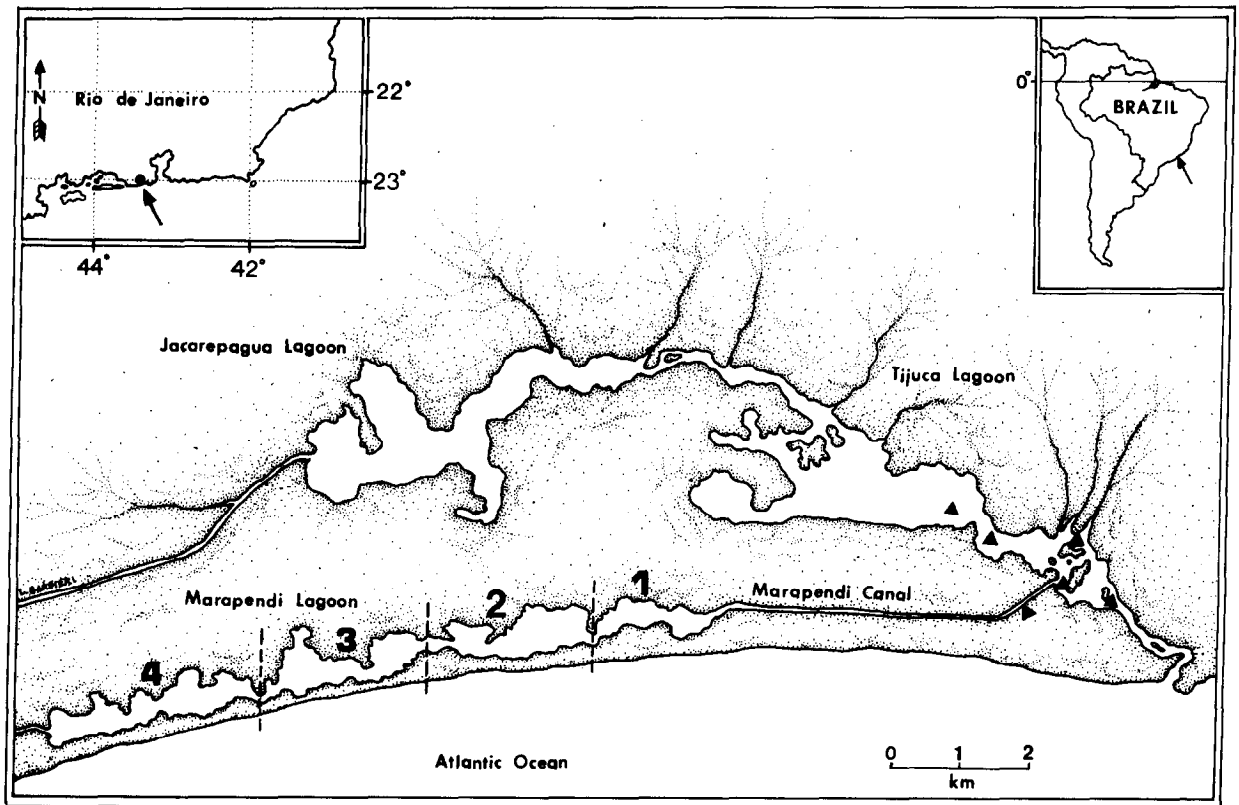 N
Rio de Janeiro
22°
23°
44°
42°
0°
BRAZIL
Jacarepagua Lagoon
Tijuca Lagoon
Marapendi Lagoon
1
2
3
4
Marapendi Canal
Atlantic Ocean
0 1 2
km